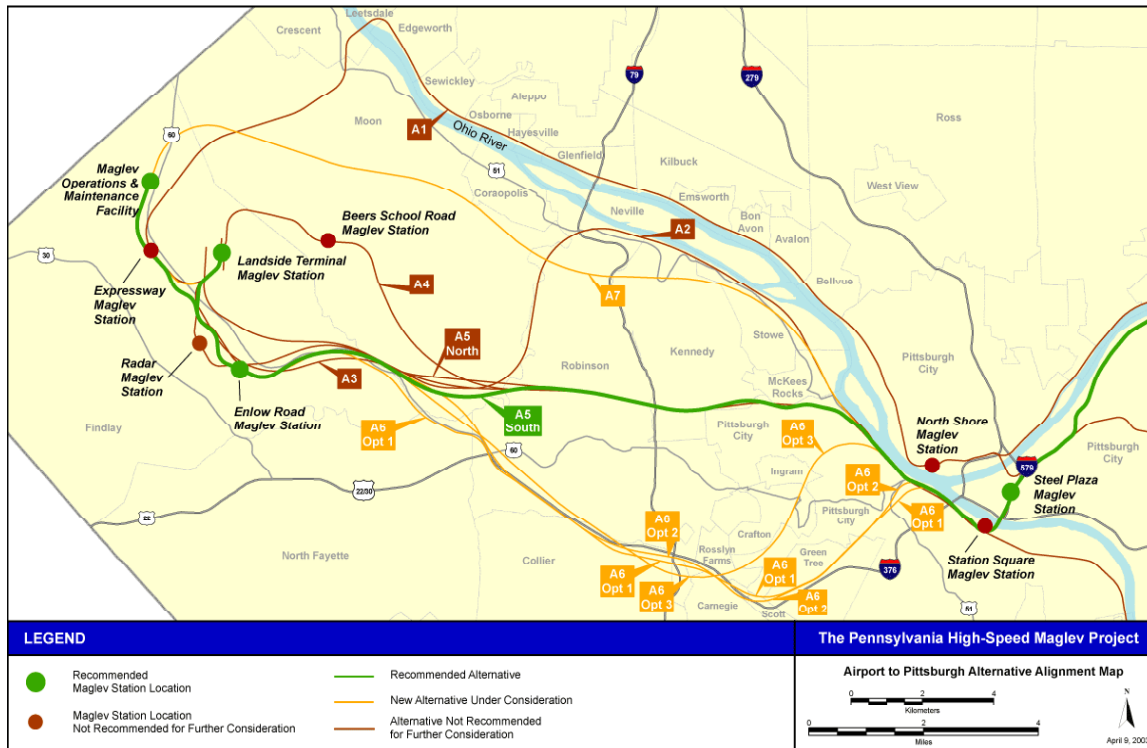 Leetsdale
Crescent
Edgeworth
79
279
Sewickley
Aleppo
Ross
Osborne
Moon
A1
Ohio River
Hayesville
60
Glenfield
Kilbuck
51
Maglev
Operations &
Maintenance
Facility
Coraopolis
Emsworth
West View
Beers School Road
Maglev Station
Neville
Bon
Avon
A2
Avalon
30
Landside Terminal
Maglev Station
Bellevue
Expressway
Maglev
Station
A4
A7
Stowe
A5
North
Radar
Maglev
Station
A3
Robinson
Kennedy
Pittsburgh
City
McKees
Rocks
Enlow Road
Maglev Station
A5
South
North Shore
Maglev
Station
Findlay
A6
Opt 1
Pittsburgh
City
A6
Opt 3
Pittsburgh
City
60
579
22/30
Ingram
A6
Opt 2
Steel Plaza
Maglev
Station
22
Pittsburgh
City
A6
Opt 1
A6
Opt 2
Crafton
North Fayette
Collier
Rosslyn
Farms
Green
Tree
376
Station Square
Maglev Station
A6
Opt 1
A6
Opt 3
A6
Opt 1
A6
Opt 2
Carnegie
Scott
51
LEGEND
The Pennsylvania High-Speed Maglev Project
Recommended
Maglev Station Location
Maglev Station Location
Not Recommended for Further Consideration
Recommended Alternative
New Alternative Under Consideration
Alternative Not Recommended
for Further Consideration
Airport to Pittsburgh Alternative Alignment Map
0 2 4
Kilometers
0 2 4
Miles
N